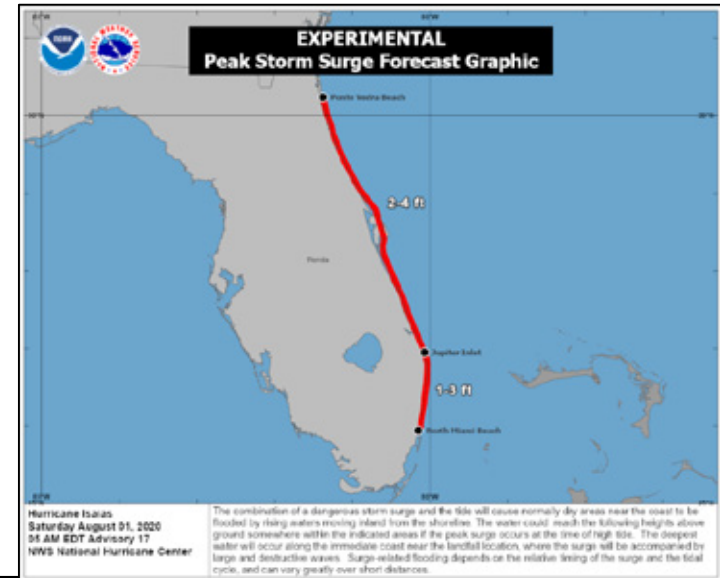 EXPERIMENTAL
Peak Storm Surge Forecast Graphic
Ponte Vedra Beach
2-4 ft
Florida
Jupiter Inlet
1-3 ft
North Miami Beach
Hurricane Isaias
Saturday August 01, 2020
05 AM EDT Advisory 17
NWS National Hurricane Center
The combination of a dangerous storm surge and the tide will cause normally dry areas near the coast to be
flooded by rising waters moving inland from the shoreline. The water could reach the following heights above
ground somewhere within the indicated areas if the peak surge occurs at the time of high tide. The deepest
water will occur along the immediate coast near the landfall location, where the surge will be accompanied by
large and destructive waves. Surge-related flooding depends on the relative timing of the surge and the tidal
cycle, and can vary greatly over short distances.